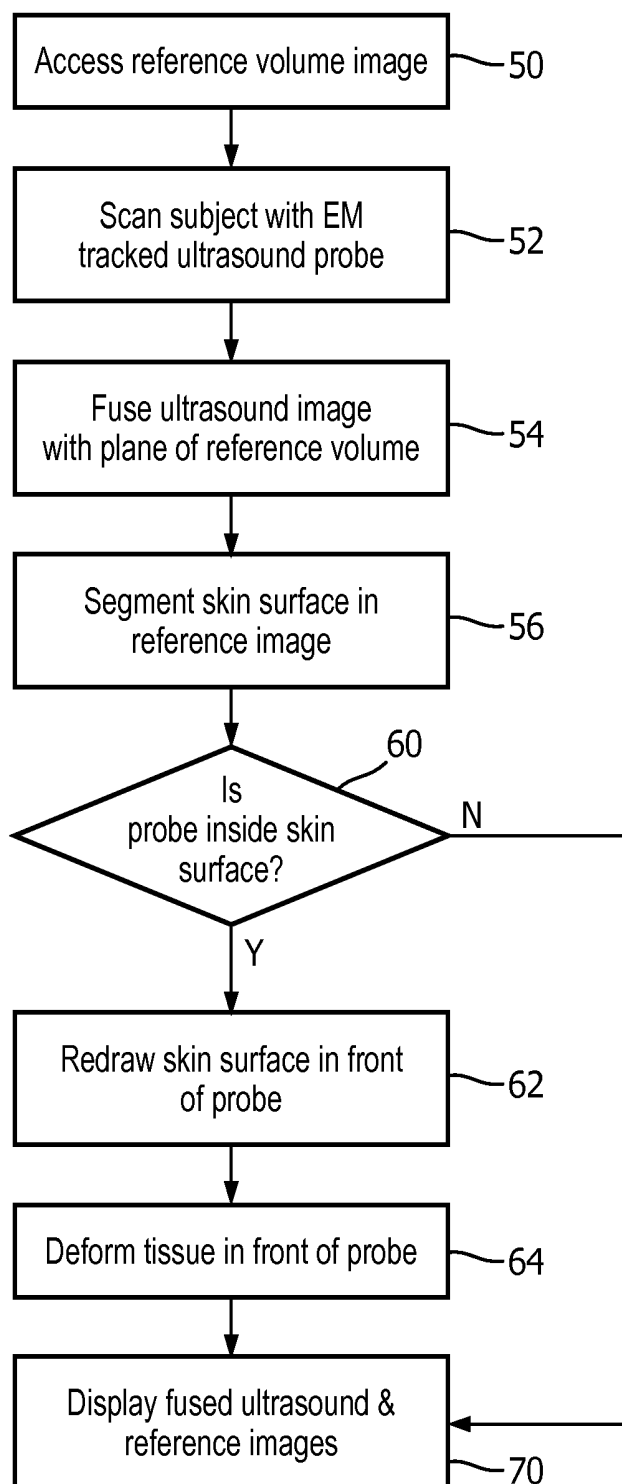 Access reference volume image
50
Scan subject with EM
tracked ultrasound probe
52
Fuse ultrasound image
with plane of reference volume
54
Segment skin surface in
reference image
56
60
Is
probe inside skin
surface?
N
Y
Redraw skin surface in front
of probe
62
Deform tissue in front of probe
64
Display fused ultrasound &
reference images
70